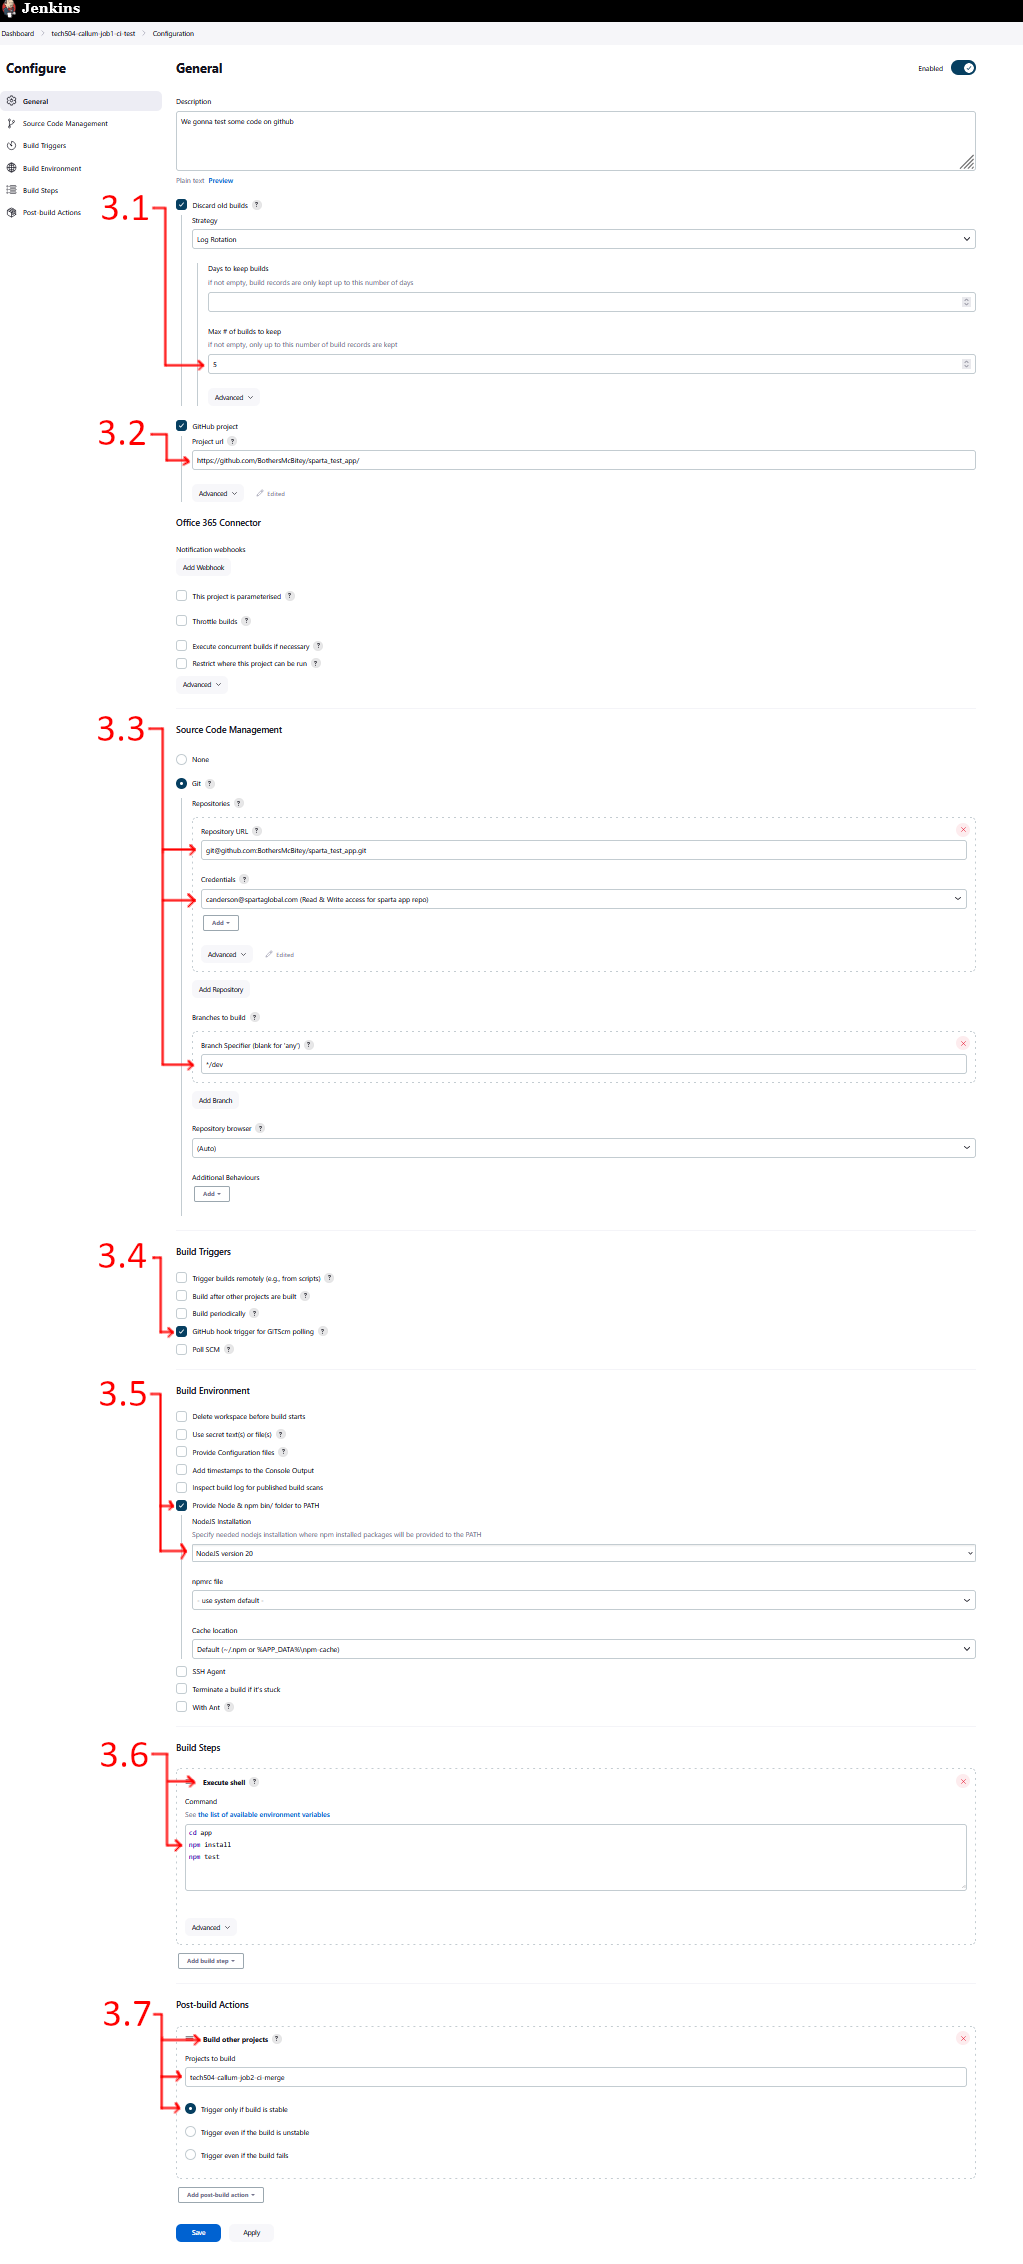 Jenkins
Dashboard > tech504-callum-job1-ci-test > Configuration
Configure
General
Source Code Management
Build Triggers
Build Environment
Build Steps
Post-build Actions
General
Enabled
Description
We gonna test some code on github
Plain text Preview
3.1
Discard old builds ?
Strategy
Log Rotation
Days to keep builds
if not empty, build records are only kept up to this number of days
Max # of builds to keep
if not empty, only up to this number of build records are kept
5
Advanced
3.2
GitHub project
Project url ?
https://github.com/BothersMcBitey/sparta_test_app/
Advanced Edited
Office 365 Connector
Notification webhooks
Add Webhook
This project is parameterised ?
Throttle builds ?
Execute concurrent builds if necessary ?
Restrict where this project can be run ?
Advanced
3.3
Source Code Management
None
Git ?
Repositories ?
Repository URL ?
git@github.com:BothersMcBitey/sparta_test_app.git
Credentials ?
canderson@spartaglobal.com (Read & Write access for sparta app repo)
Add
Advanced Edited
Add Repository
Branches to build ?
Branch Specifier (blank for 'any') ?
*/dev
Add Branch
Repository browser ?
(Auto)
Additional Behaviours
Add
3.4
Build Triggers
Trigger builds remotely (e.g., from scripts) ?
Build after other projects are built ?
Build periodically ?
GitHub hook trigger for GITScm polling ?
Poll SCM ?
3.5
Build Environment
Delete workspace before build starts
Use secret text(s) or file(s) ?
Provide Configuration files ?
Add timestamps to the Console Output
Inspect build log for published build scans
Provide Node & npm bin/ folder to PATH
NodeJS Installation
Specify needed nodejs installation where npm installed packages will be provided to the PATH
NodeJS version 20
npmrc file
- use system default -
Cache location
Default (~/.npm or %APP_DATA%\npm-cache)
SSH Agent
Terminate a build if it's stuck
With Ant ?
3.6
Build Steps
Execute shell ?
Command
See the list of available environment variables
cd app
npm install
npm test
Advanced
Add build step
3.7
Post-build Actions
Build other projects ?
Projects to build
tech504-callum-job2-ci-merge
Trigger only if build is stable
Trigger even if the build is unstable
Trigger even if the build fails
Add post-build action
Save Apply